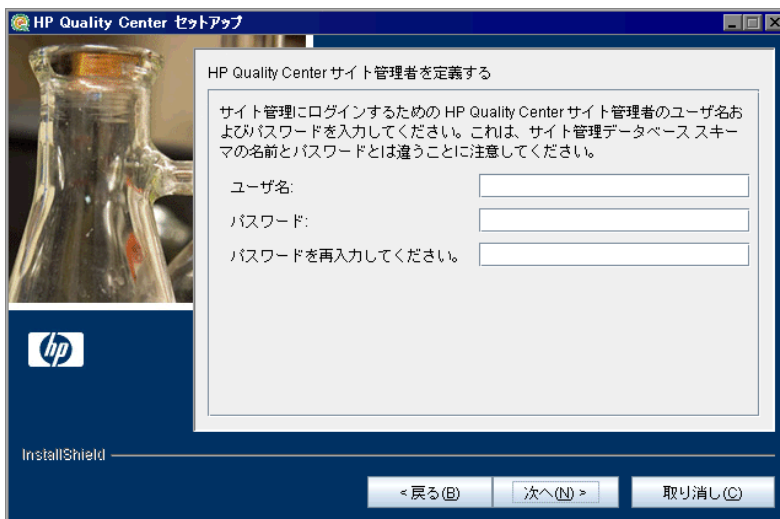 HP Quality Center セットアップ
HP Quality Center サイト管理者を定義する
サイト管理にログインするための HP Quality Center サイト管理者のユーザ名お
よびパスワードを入力してください。これは、サイト管理データベース スキー
マの名前とパスワードとは違うことに注意してください。
ユーザ名:
パスワード:
パスワードを再入力してください。
hp
InstallShield
<戻る(B)
次へ(N) >
取り消し(C)